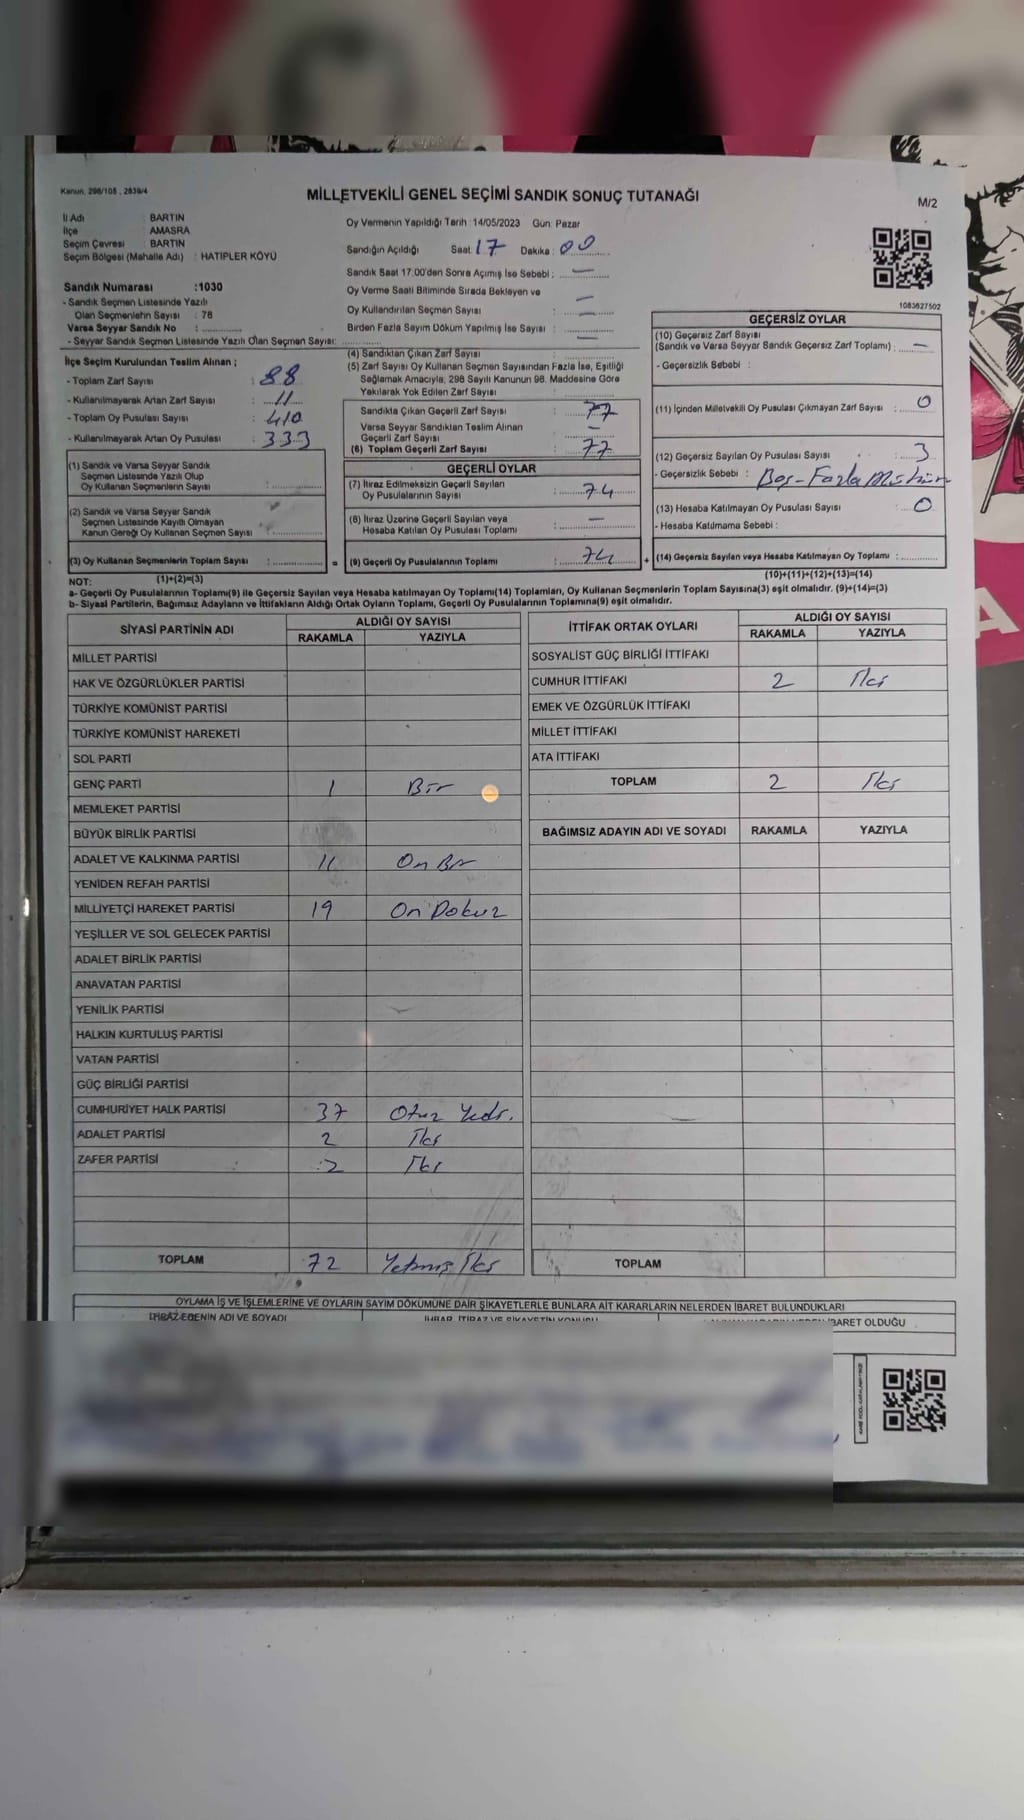 Kanun, 298/105 , 2839/4
MİLLETVEKİLİ GENEL SEÇİMİ SANDIK SONUÇ TUTANAĞI
M/2
İl Adı : BARTIN
İlçe : AMASRA
Seçim Çevresi : BARTIN
Seçim Bölgesi (Mahalle Adı) : HATİPLER KÖYÜ
Sandık Numarası :1030
- Sandık Seçmen Listesinde Yazılı
Olan Seçmenlerin Sayısı : 78
Varsa Seyyar Sandık No :
- Seyyar Sandık Seçmen Listesinde Yazılı Olan Seçmen Sayısı:
Oy Vermenin Yapıldığı Tarih :14/05/2023 Gün: Pazar
Sandığın Açıldığı Saat: 17 Dakika: 00
Sandık Saat 17.00'den Sonra Açılmış İse Sebebi : —
Oy Verme Saati Bitiminde Sırada Bekleyen ve
Oy Kullandırılan Seçmen Sayısı : —
Birden Fazla Sayım Döküm Yapılmış İse Sayısı : —
1083627502
İlçe Seçim Kurulundan Teslim Alınan ;
- Toplam Zarf Sayısı : 88
- Kullanılmayarak Artan Zarf Sayısı : 11
- Toplam Oy Pusulası Sayısı : 410
- Kullanılmayarak Artan Oy Pusulası : 333
(1) Sandık ve Varsa Seyyar Sandık
Seçmen Listesinde Yazılı Olup
Oy Kullanan Seçmenlerin Sayısı :
(2) Sandık ve Varsa Seyyar Sandık
Seçmen Listesinde Kayıtlı Olmayan
Kanun Gereği Oy Kullanan Seçmen Sayısı :
(3) Oy Kullanan Seçmenlerin Toplam Sayısı :
(1)+(2)=(3)
(4) Sandıktan Çıkan Zarf Sayısı :
(5) Zarf Sayısı Oy Kullanan Seçmen Sayısından Fazla İse, Eşitliği
Sağlamak Amacıyla, 298 Sayılı Kanunun 98. Maddesine Göre
Yakılarak Yok Edilen Zarf Sayısı :
Sandıkta Çıkan Geçerli Zarf Sayısı : 77
Varsa Seyyar Sandıktan Teslim Alınan
Geçerli Zarf Sayısı : —
(6) Toplam Geçerli Zarf Sayısı : 77
GEÇERLİ OYLAR
(7) İtiraz Edilmeksizin Geçerli Sayılan
Oy Pusulalarının Sayısı : 74
(8) İtiraz Üzerine Geçerli Sayılan veya
Hesaba Katılan Oy Pusulası Toplamı : —
= (9) Geçerli Oy Pusulalarının Toplamı : 74 +
GEÇERSİZ OYLAR
(10) Geçersiz Zarf Sayısı
(Sandık ve Varsa Seyyar Sandık Geçersiz Zarf Toplamı) : —
- Geçersizlik Sebebi :
(11) İçinden Milletvekili Oy Pusulası Çıkmayan Zarf Sayısı : 0
(12) Geçersiz Sayılan Oy Pusulası Sayısı : 3
- Geçersizlik Sebebi : Boş - Fazla Mühür
(13) Hesaba Katılmayan Oy Pusulası Sayısı : 0
- Hesaba Katılmama Sebebi :
(14) Geçersiz Sayılan veya Hesaba Katılmayan Oy Toplamı :
(10)+(11)+(12)+(13)=(14)
NOT:
a- Geçerli Oy Pusulalarının Toplamı(9) ile Geçersiz Sayılan veya Hesaba katılmayan Oy Toplamı(14) Toplamları, Oy Kullanan Seçmenlerin Toplam Sayısına(3) eşit olmalıdır. (9)+(14)=(3)
b- Siyasi Partilerin, Bağımsız Adayların ve İttifakların Aldığı Ortak Oyların Toplamı, Geçerli Oy Pusulalarının Toplamına(9) eşit olmalıdır.
SİYASİ PARTİNİN ADI
ALDIĞI OY SAYISI
RAKAMLA YAZIYLA
MİLLET PARTİSİ
HAK VE ÖZGÜRLÜKLER PARTİSİ
TÜRKİYE KOMÜNİST PARTİSİ
TÜRKİYE KOMÜNİST HAREKETİ
SOL PARTİ
GENÇ PARTİ 1 Bir
MEMLEKET PARTİSİ
BÜYÜK BİRLİK PARTİSİ
ADALET VE KALKINMA PARTİSİ 11 On Bir
YENİDEN REFAH PARTİSİ
MİLLİYETÇİ HAREKET PARTİSİ 19 On Dokuz
YEŞİLLER VE SOL GELECEK PARTİSİ
ADALET BİRLİK PARTİSİ
ANAVATAN PARTİSİ
YENİLİK PARTİSİ
HALKIN KURTULUŞ PARTİSİ
VATAN PARTİSİ
GÜÇ BİRLİĞİ PARTİSİ
CUMHURİYET HALK PARTİSİ 37 Otuz Yedi.
ADALET PARTİSİ 2 İki
ZAFER PARTİSİ 2 İki
TOPLAM 72 Yetmiş İki
İTTİFAK ORTAK OYLARI
ALDIĞI OY SAYISI
RAKAMLA YAZIYLA
SOSYALİST GÜÇ BİRLİĞİ İTTİFAKI
CUMHUR İTTİFAKI 2 İki
EMEK VE ÖZGÜRLÜK İTTİFAKI
MİLLET İTTİFAKI
ATA İTTİFAKI
TOPLAM 2 İki
BAĞIMSIZ ADAYIN ADI VE SOYADI RAKAMLA YAZIYLA
TOPLAM
OYLAMA İŞ VE İŞLEMLERİNE VE OYLARIN SAYIM DÖKÜMÜNE DAİR ŞİKAYETLERLE BUNLARA AİT KARARLARIN NELERDEN İBARET BULUNDUKLARI
İHBAR, İTİRAZ VE ŞİKAYETİN KONUSU
İBARET OLDUĞU